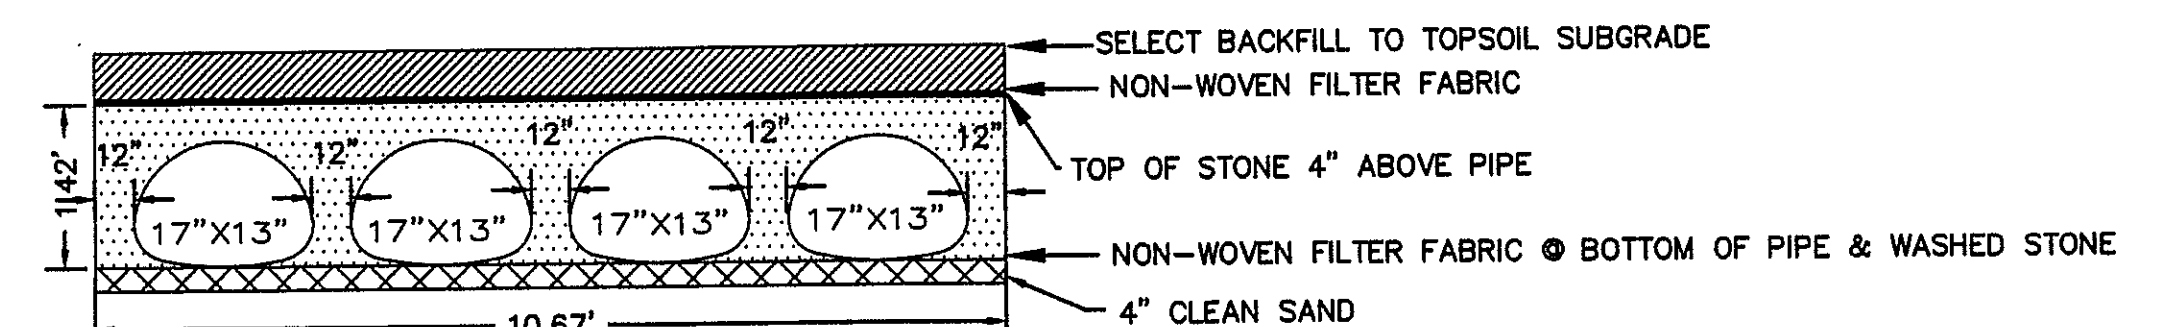 SELECT BACKFILL TO TOPSOIL SUBGRADE
NON-WOVEN FILTER FABRIC
12" 12" 12" 12" 12"
1.42'
TOP OF STONE 4" ABOVE PIPE
17"X13" 17"X13" 17"X13" 17"X13"
NON-WOVEN FILTER FABRIC @ BOTTOM OF PIPE & WASHED STONE
4" CLEAN SAND
10.67'